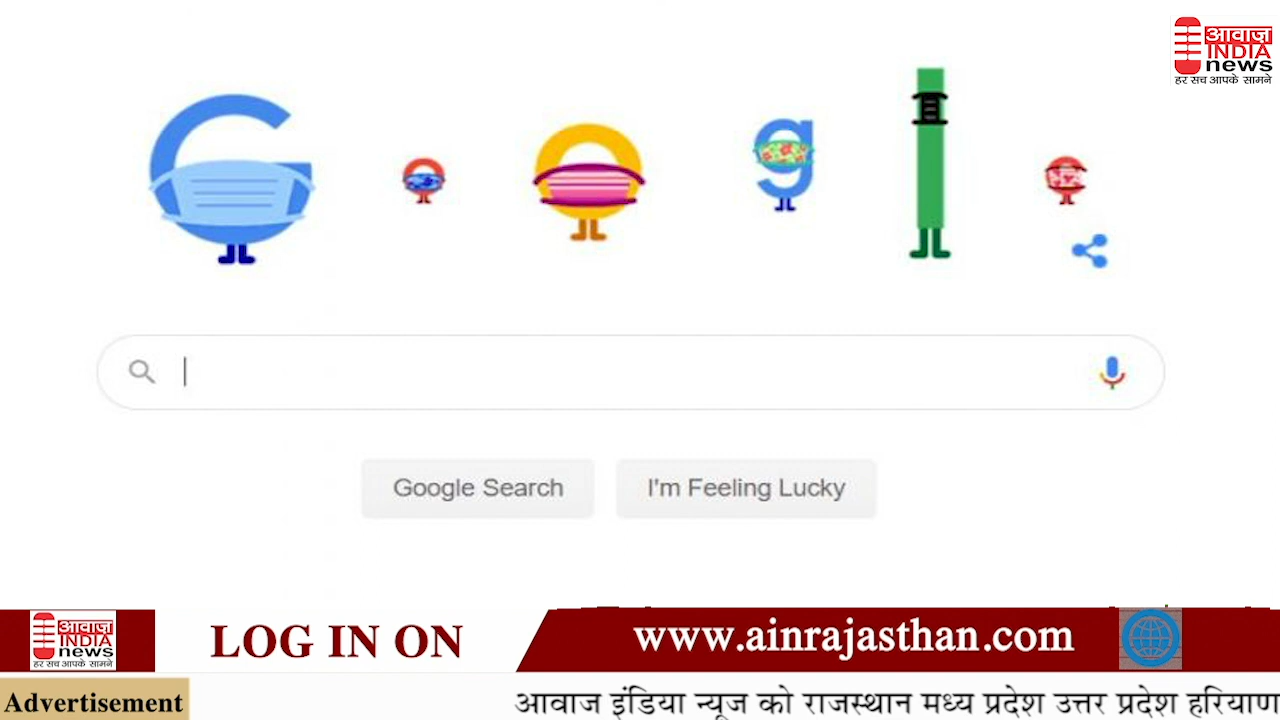 आवाज़
INDIA
news
हर सच आपके सामने
G o o g l e
Google Search
I'm Feeling Lucky
आवाज़
INDIA
news
हर सच आपके सामने
LOG IN ON
www.ainrajasthan.com
Advertisement
आवाज इंडिया न्यूज को राजस्थान मध्य प्रदेश उत्तर प्रदेश हरियाण